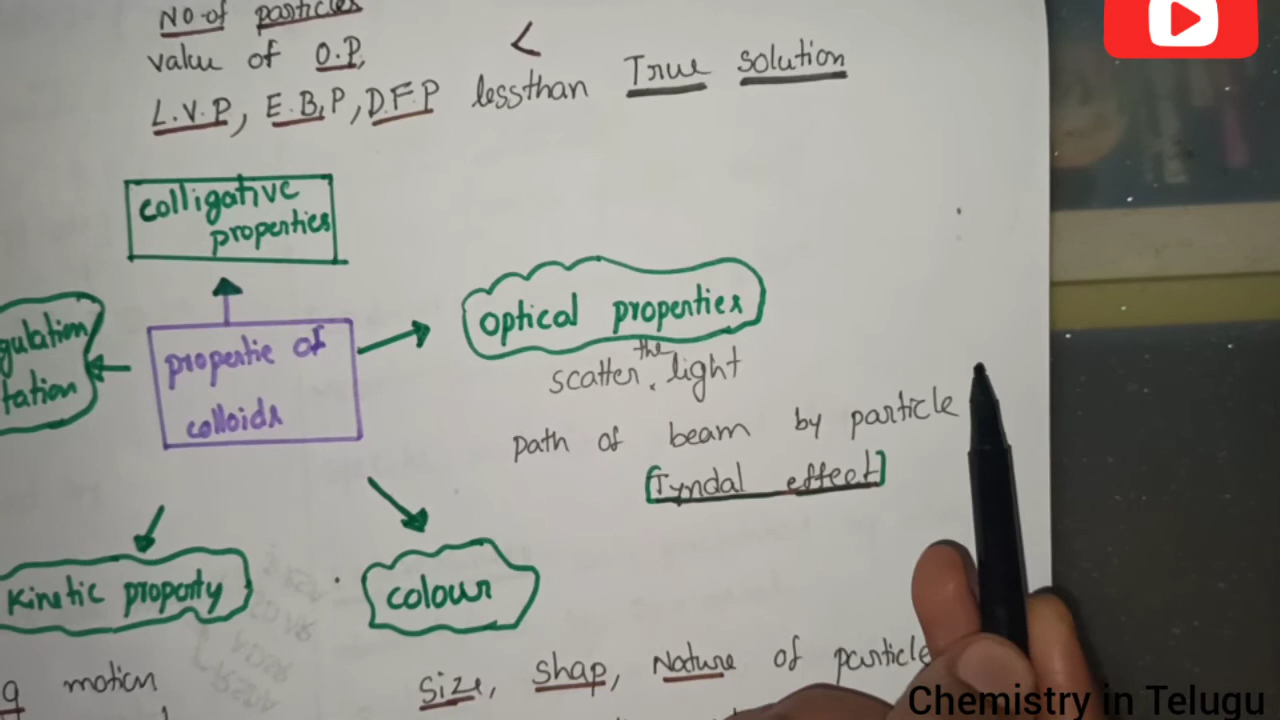 NO of particles
value of O.P, <
L.V.P, E.B.P, D.F.P lessthan True solution
colligative
properties
optical properties
gulation
tation
propertie of
colloids
scatter the light
path of beam by particle
[Tyndal effect]
Kinetic property
colour
motion
size, shap, Nature of particle
Chemistry in Telugu